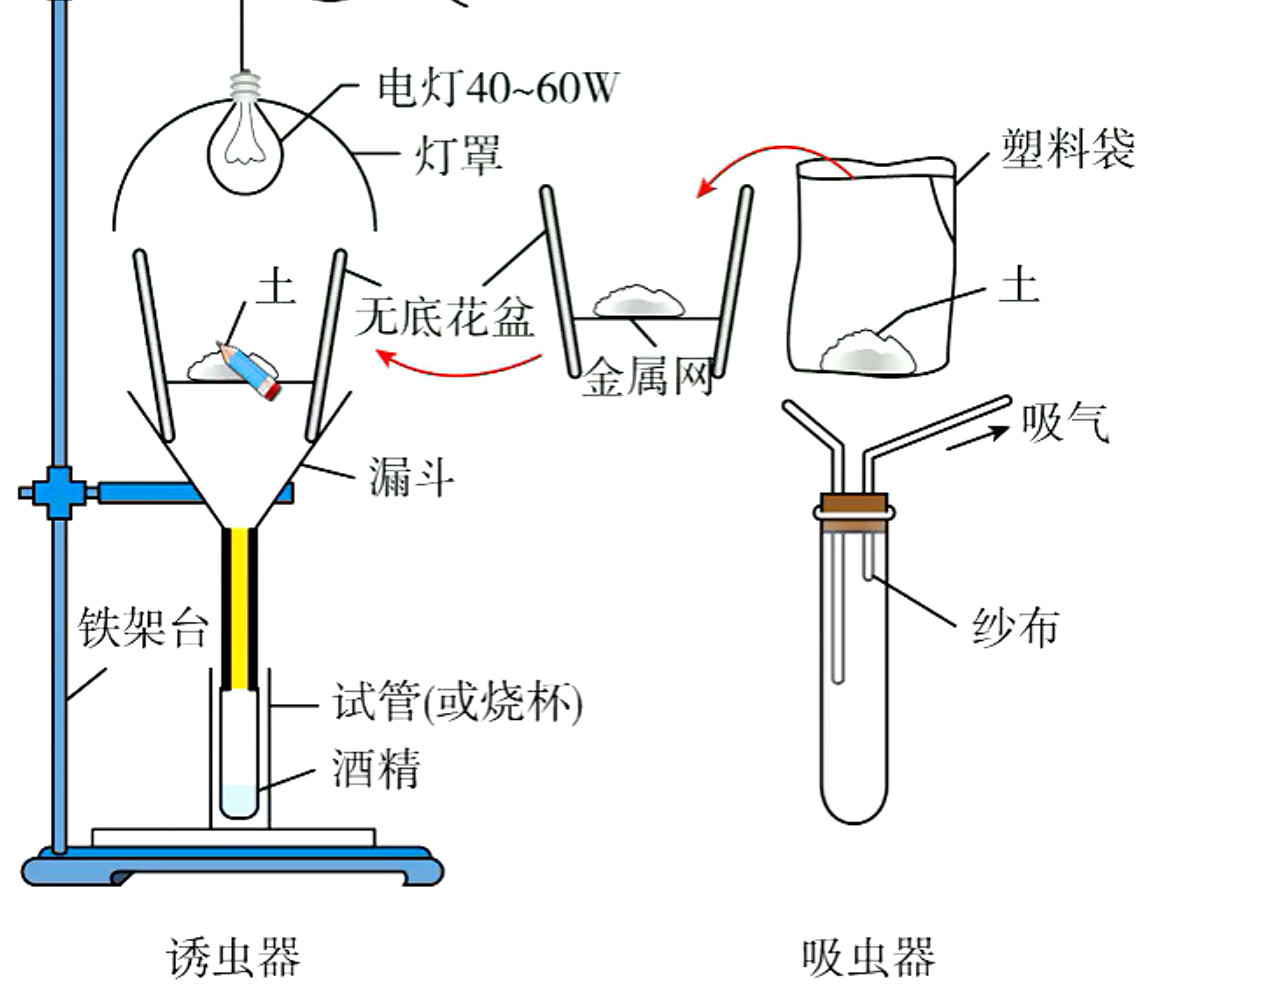 电灯40~60W
灯罩
塑料袋
土
土
无底花盆
金属网
吸气
漏斗
铁架台
纱布
试管(或烧杯)
酒精
诱虫器
吸虫器